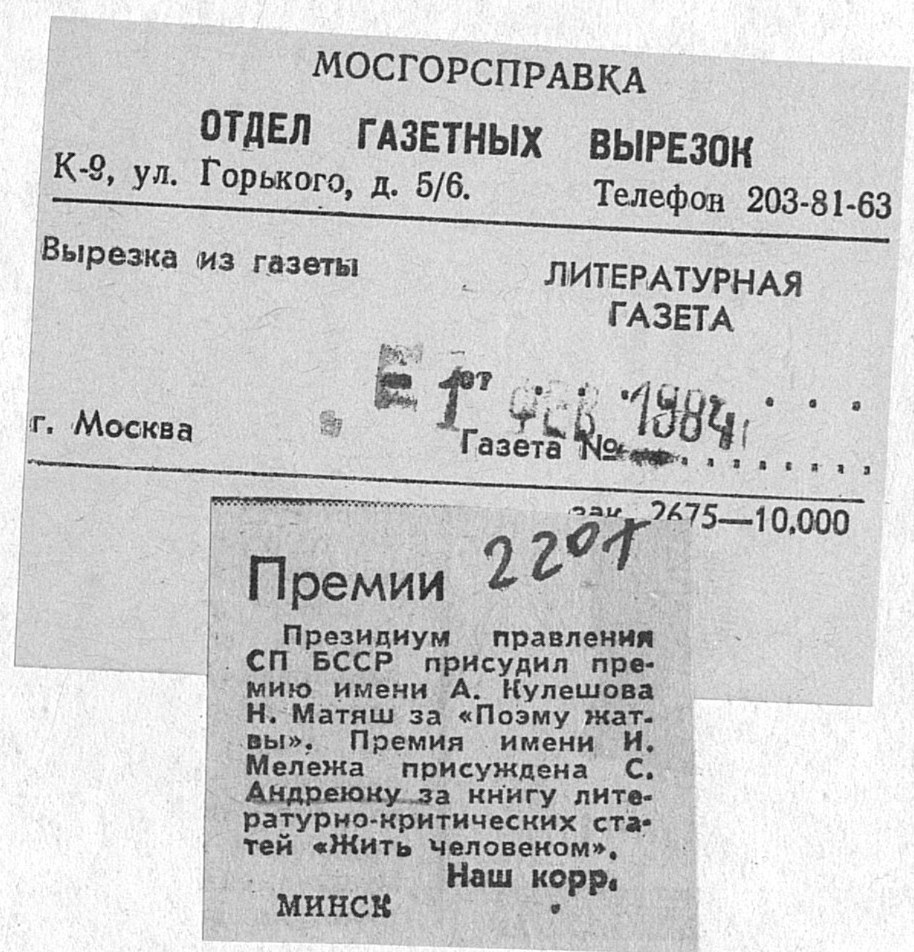 МОСГОРСПРАВКА
ОТДЕЛ ГАЗЕТНЫХ ВЫРЕЗОК
К-9, ул. Горького, д. 5/6. Телефон 203-81-63
Вырезка из газеты
ЛИТЕРАТУРНАЯ
ГАЗЕТА
от
1 ФЕВ 1984
г. Москва
Газета №
зак. 2675—10.000
2201
Премии
Президиум правления
СП БССР присудил пре-
мию имени А. Кулешова
Н. Матяш за «Поэму жат-
вы». Премия имени И.
Мележа присуждена С.
Андреюку за книгу лите-
ратурно-критических ста-
тей «Жить человеком».
Наш корр.
МИНСК